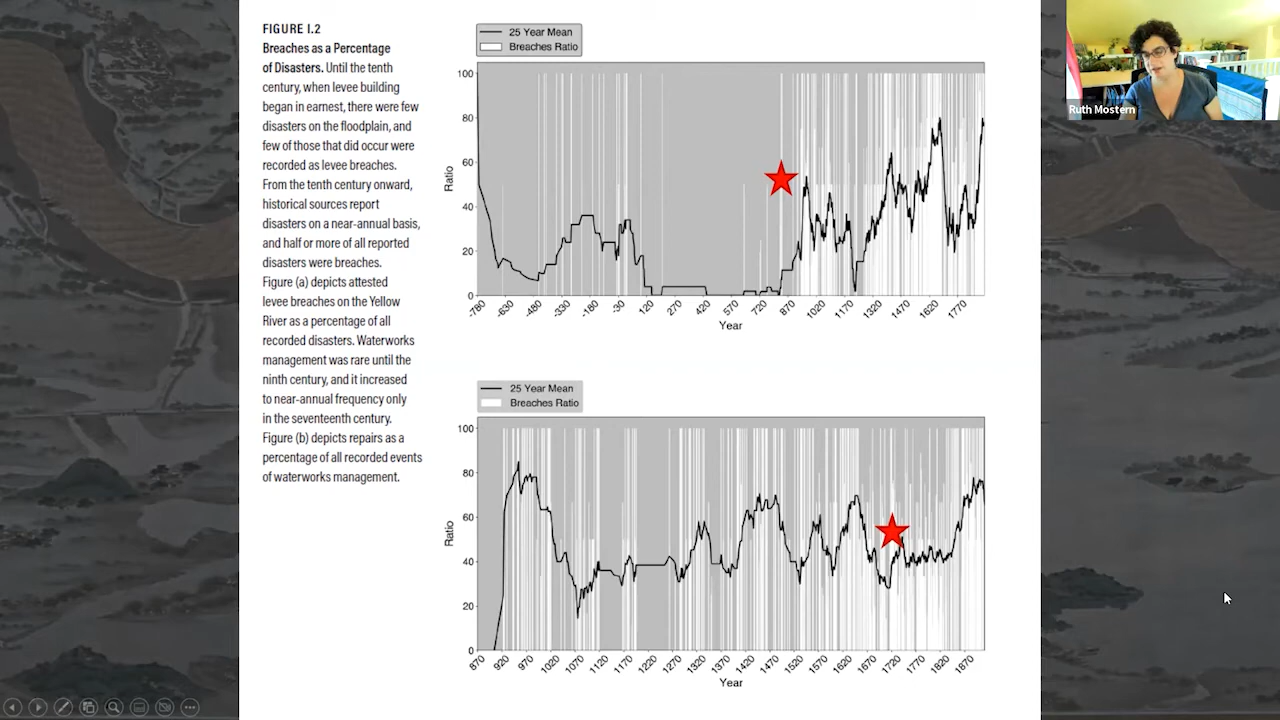 FIGURE I.2
Breaches as a Percentage
of Disasters. Until the tenth
century, when levee building
began in earnest, there were few
disasters on the floodplain, and
few of those that did occur were
recorded as levee breaches.
From the tenth century onward,
historical sources report
disasters on a near-annual basis,
and half or more of all reported
disasters were breaches.
Figure (a) depicts attested
levee breaches on the Yellow
River as a percentage of all
recorded disasters. Waterworks
management was rare until the
ninth century, and it increased
to near-annual frequency only
in the seventeenth century.
Figure (b) depicts repairs as a
percentage of all recorded events
of waterworks management.
25 Year Mean
Breaches Ratio
100
80
60
40
20
0
Ratio
-780 -630 -480 -330 -180 -30 120 270 420 570 720 870 1020 1170 1320 1470 1620 1770
Year
25 Year Mean
Breaches Ratio
100
80
60
40
20
0
Ratio
870 920 970 1020 1070 1120 1170 1220 1270 1320 1370 1420 1470 1520 1570 1620 1670 1720 1770 1820 1870
Year
Ruth Mostern